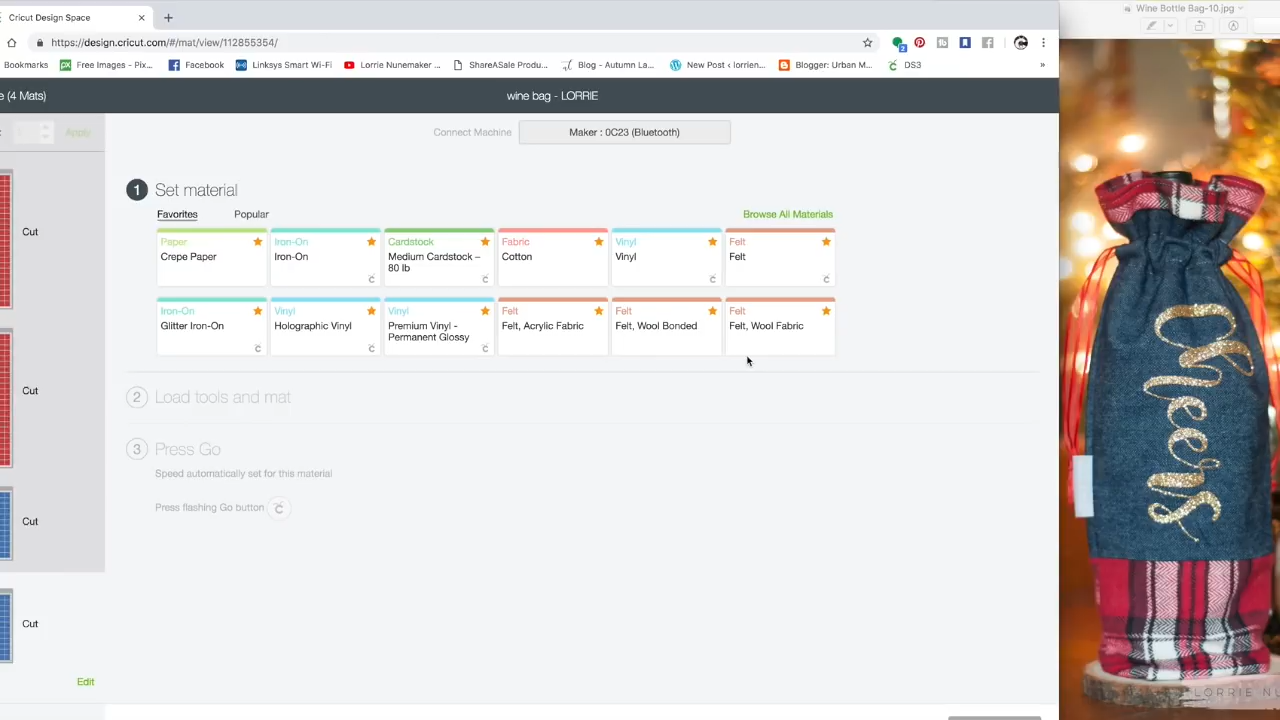 Cricut Design Space
Wine Bottle Bag-10.jpg
https://design.cricut.com/#/mat/view/112855354/
Bookmarks Free Images - Pix... Facebook Linksys Smart Wi-Fi Lorrie Nunemaker ... ShareASale Produ... Blog - Autumn La... New Post ‹ lorrien... Blogger: Urban M... DS3 »
(4 Mats)
wine bag - LORRIE
Apply
Connect Machine
Maker : 0C23 (Bluetooth)
1 Set material
Favorites Popular Browse All Materials
Paper
Crepe Paper
Iron-On
Iron-On
Cardstock
Medium Cardstock –
80 lb
Fabric
Cotton
Vinyl
Vinyl
Felt
Felt
Iron-On
Glitter Iron-On
Vinyl
Holographic Vinyl
Vinyl
Premium Vinyl -
Permanent Glossy
Felt
Felt, Acrylic Fabric
Felt
Felt, Wool Bonded
Felt
Felt, Wool Fabric
2 Load tools and mat
3 Press Go
Speed automatically set for this material
Press flashing Go button
Cut
Cut
Cut
Cut
Edit
Cheers
LORRIE NU